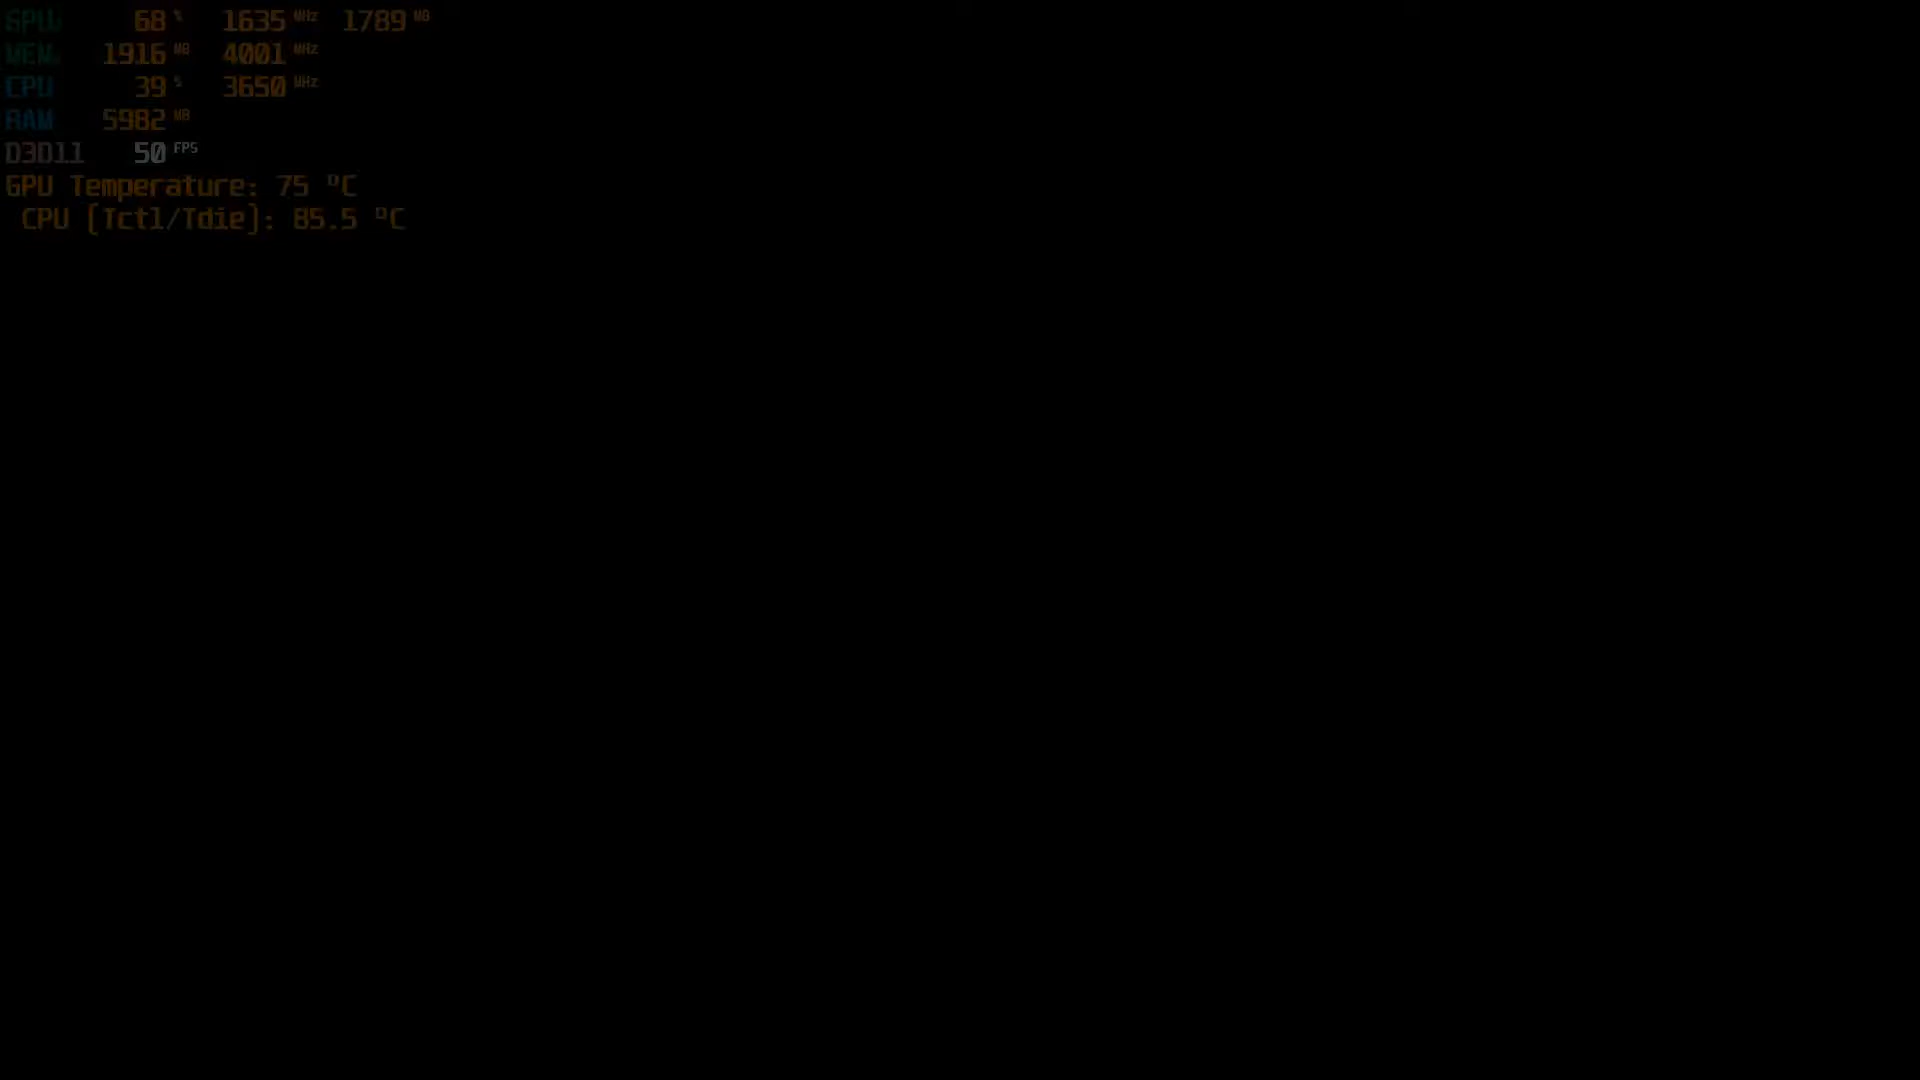 GPU 68 % 1635 MHz 1789 MB
MEM 1916 MB 4001 MHz
CPU 39 % 3650 MHz
RAM 5982 MB
D3D11 50 FPS
GPU Temperature: 75 °C
CPU (Tctl/Tdie): 85.5 °C